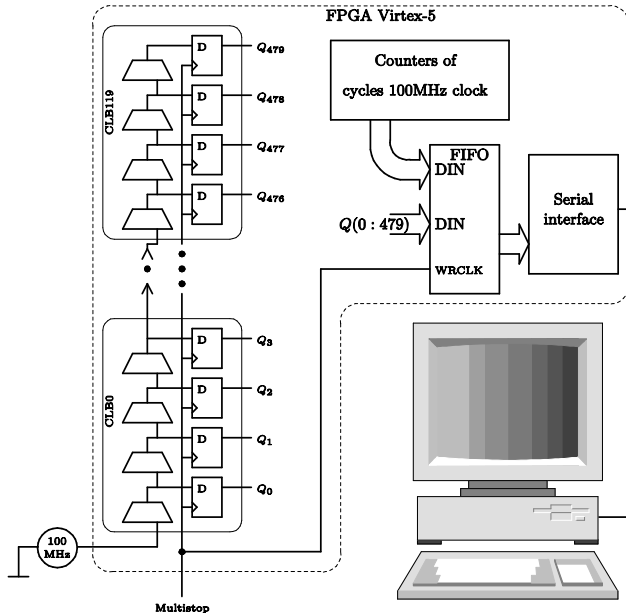 FPGA Virtex-5
CLB119
D
Q479
D
Q478
D
Q477
D
Q476
Counters of
cycles 100MHz clock
FIFO
DIN
Q(0 : 479)
DIN
WRCLK
Serial
interface
CLB0
D
Q3
D
Q2
D
Q1
D
Q0
100
MHz
Multistop